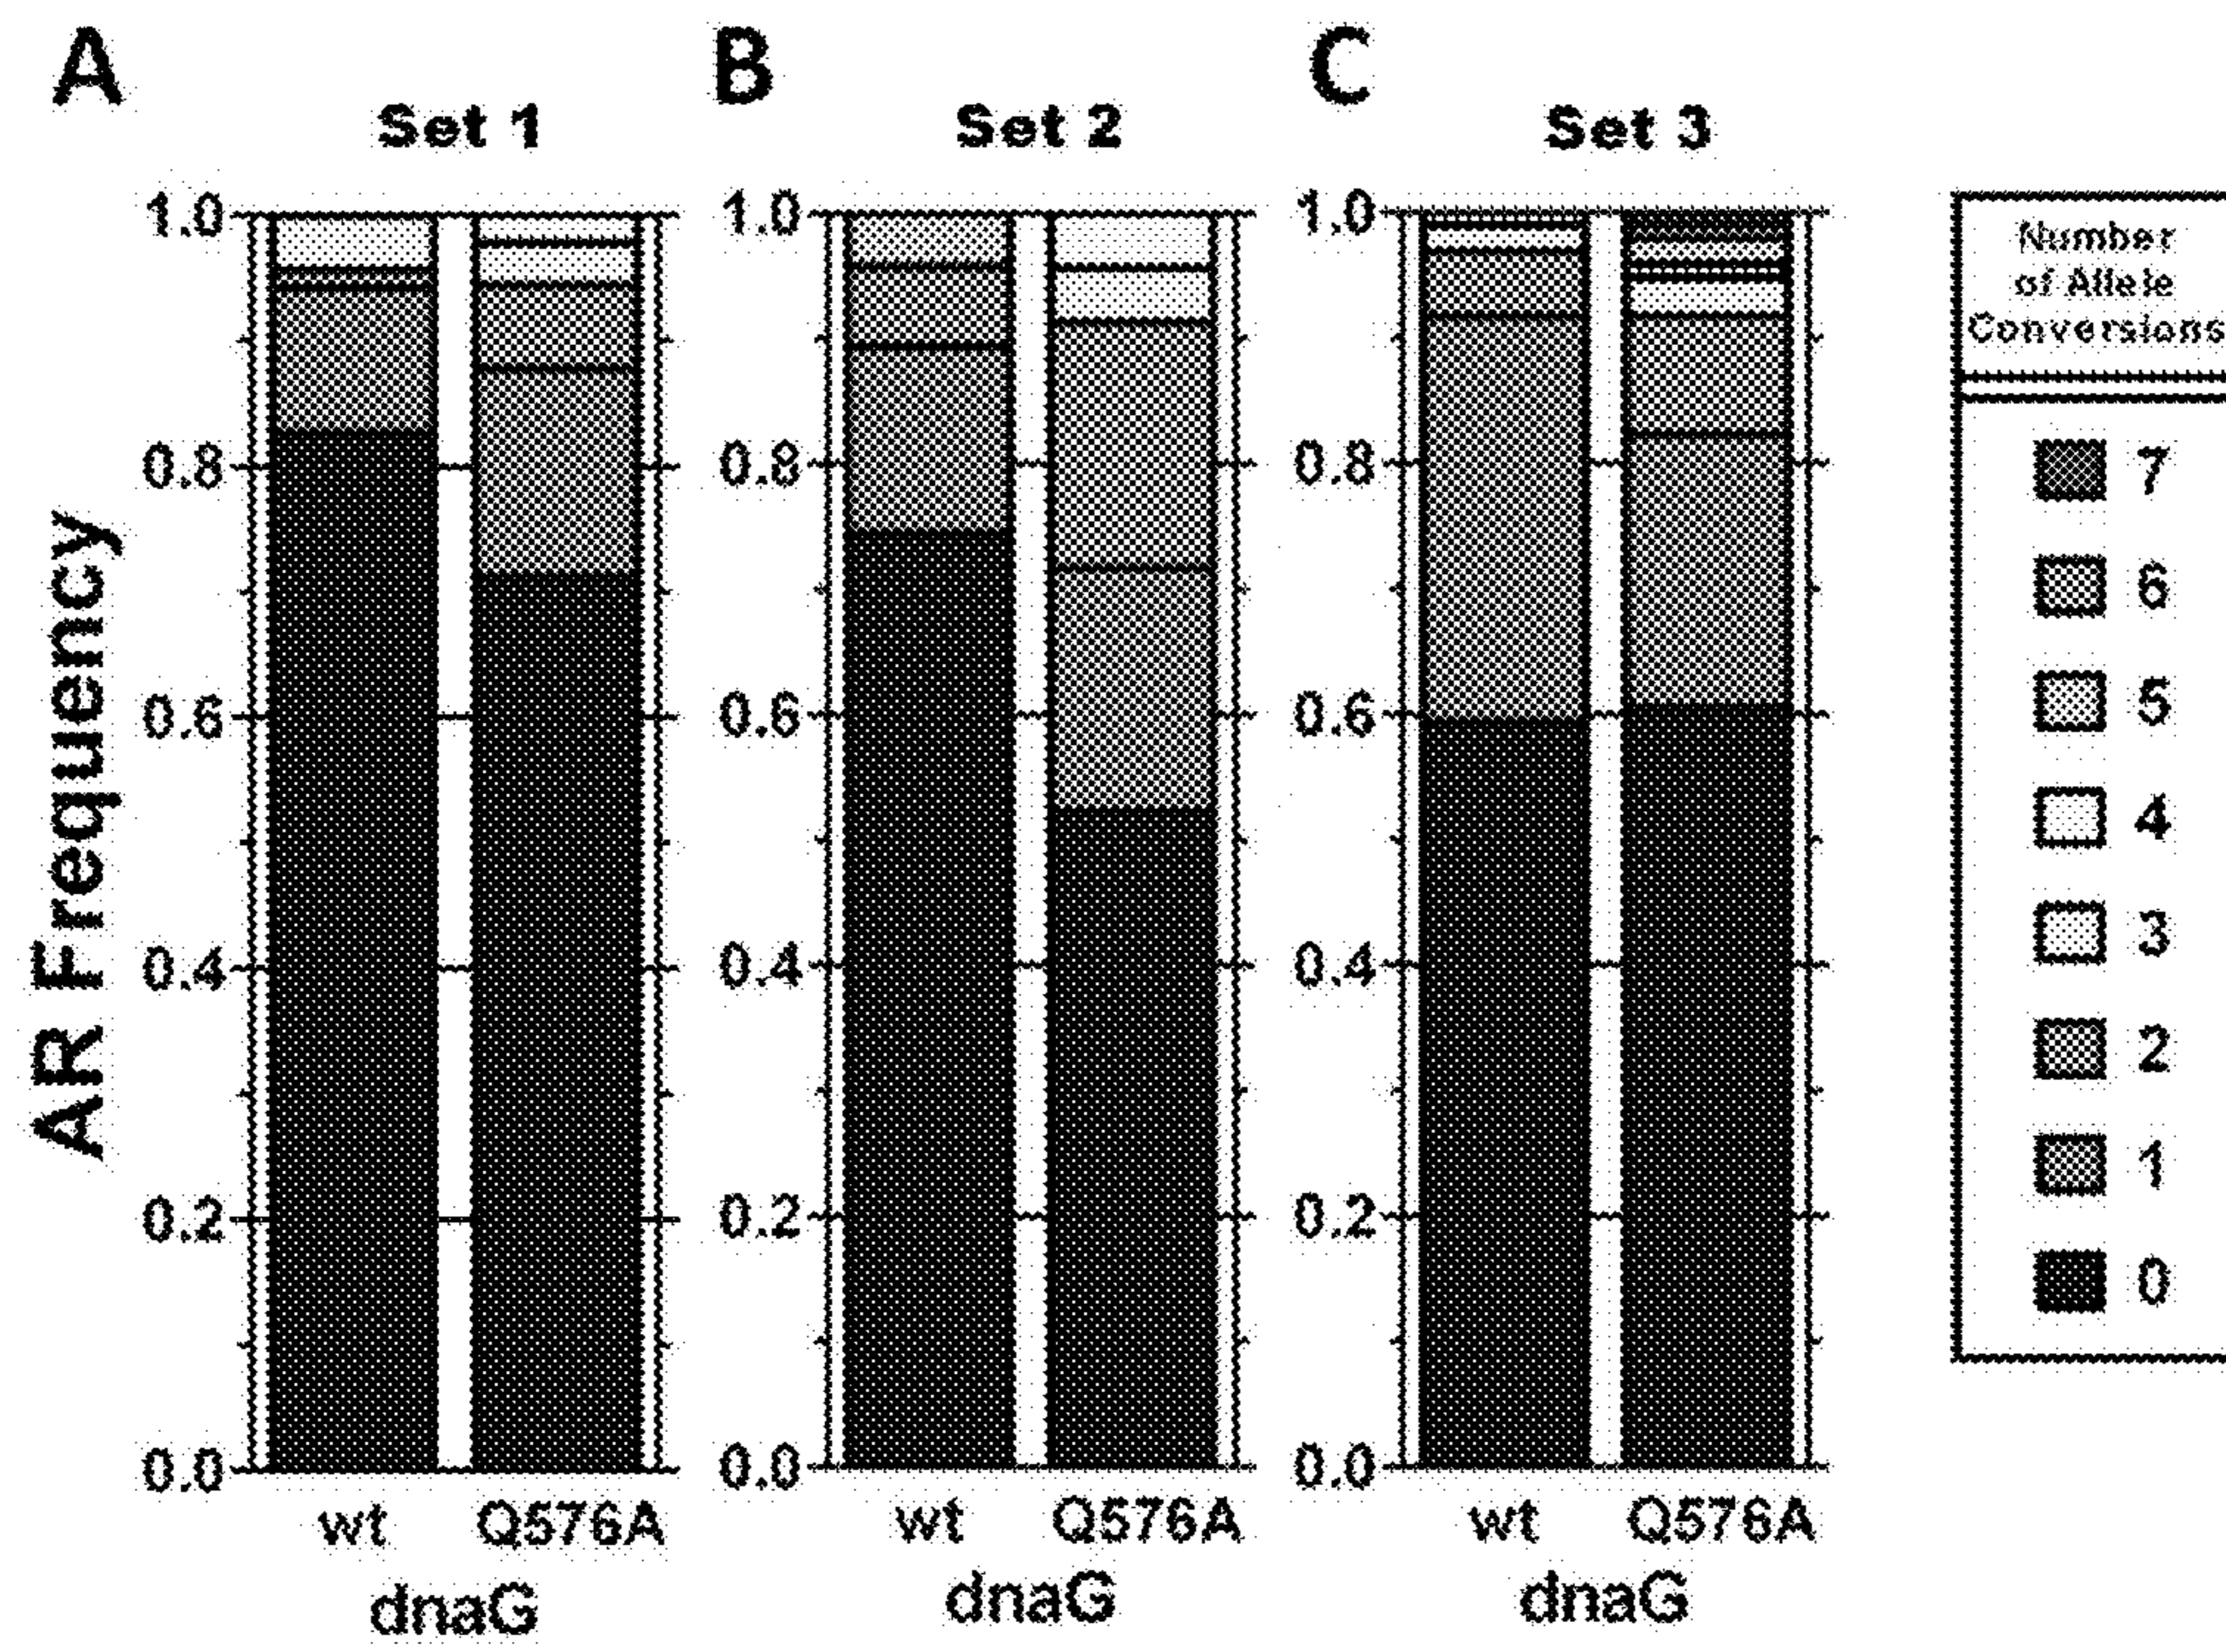 A
Set 1
AR Frequency
1.0
0.8
0.6
0.4
0.2
0.0
wt Q576A
dnaG
B
Set 2
1.0
0.8
0.6
0.4
0.2
0.0
wt Q576A
dnaG
C
Set 3
1.0
0.8
0.6
0.4
0.2
0.0
wt Q576A
dnaG
Number
of Allele
Conversions
7
6
5
4
3
2
1
0